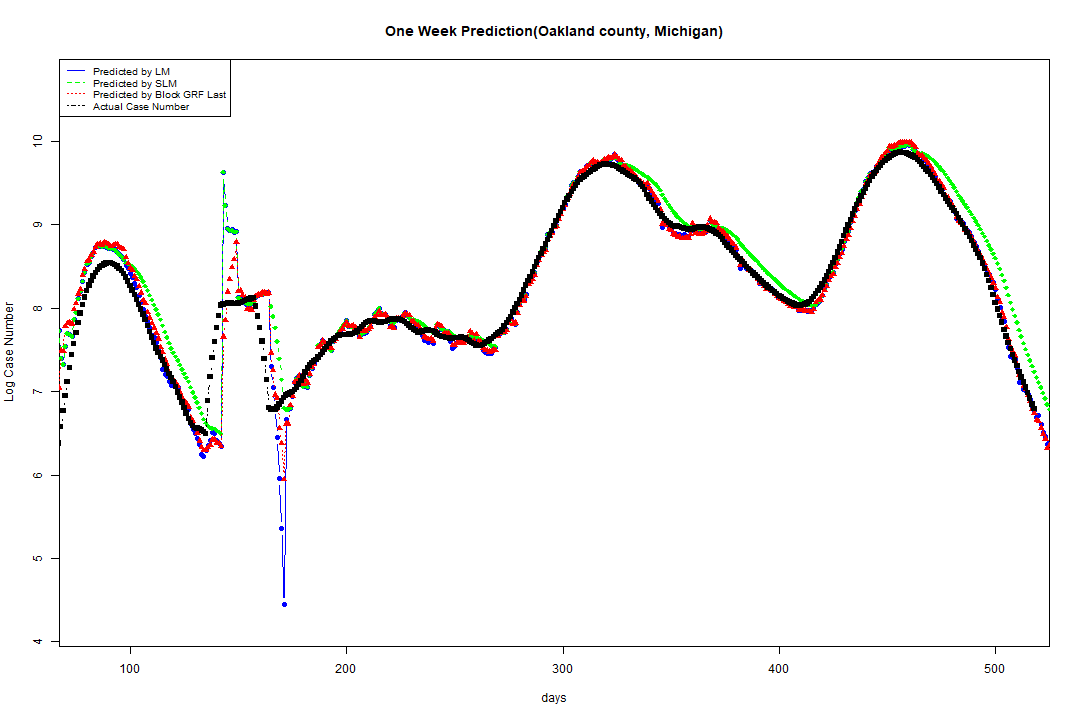 One Week Prediction(Oakland county, Michigan)
Predicted by LM
Predicted by SLM
Predicted by Block GRF Last
Actual Case Number
Log Case Number
10
9
8
7
6
5
4
100 200 300 400 500
days